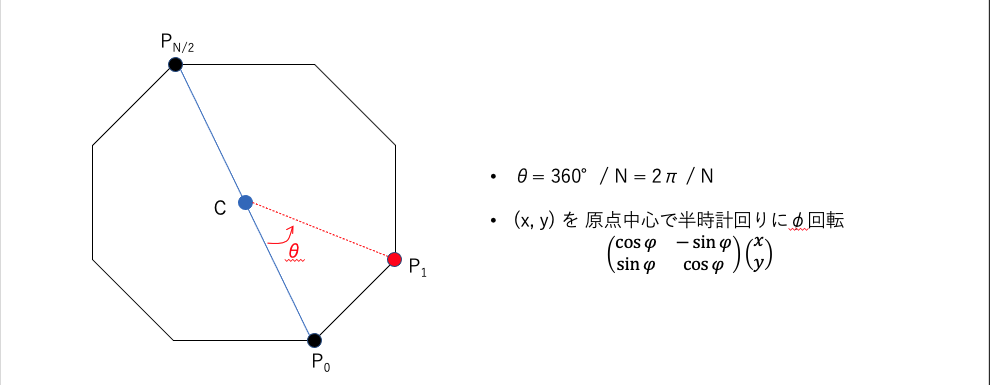 P_{N/2}
C
θ
P_1
P_0
• θ = 360° / N = 2π / N
• (x, y) を 原点中心で半時計回りにφ回転
(cos φ −sin φ) (x)
(sin φ cos φ) (y)